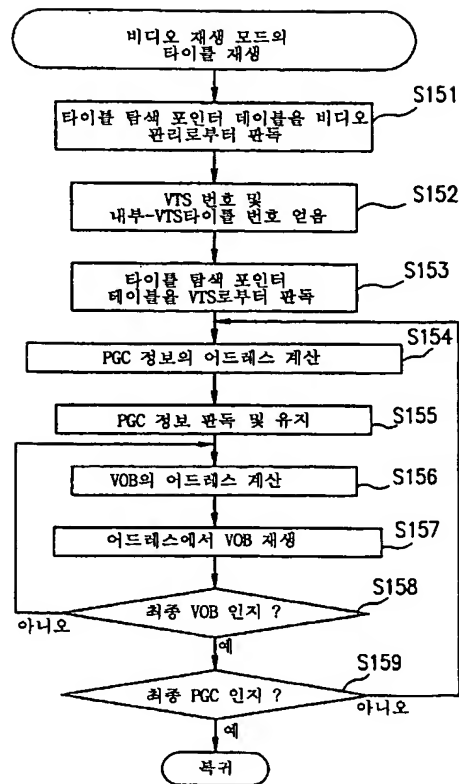 비디오 재생 모드의
타이틀 재생
S151
타이틀 탐색 포인터 테이블을 비디오
관리로부터 판독
S152
VTS 번호 및
내부-VTS타이틀 번호 얻음
S153
타이틀 탐색 포인터
테이블을 VTS로부터 판독
S154
PGC 정보의 어드레스 계산
S155
PGC 정보 판독 및 유지
S156
VOB의 어드레스 계산
S157
어드레스에서 VOB 재생
S158
최종 VOB 인지 ?
아니오
예
S159
최종 PGC 인지 ?
아니오
예
복귀